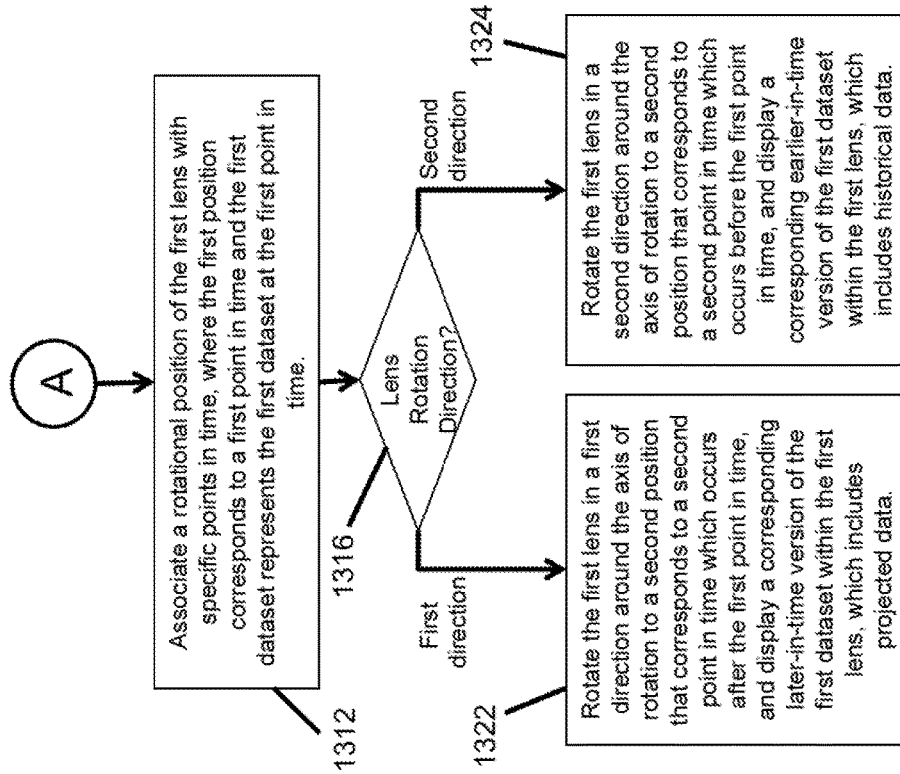 A
Associate a rotational position of the first lens with
specific points in time, where the first position
corresponds to a first point in time and the first
dataset represents the first dataset at the first point in
time.
1312
Lens
Rotation
Direction?
1316
First
direction
Second
direction
Rotate the first lens in a first
direction around the axis of
rotation to a second position
that corresponds to a second
point in time which occurs
after the first point in time,
and display a corresponding
later-in-time version of the
first dataset within the first
lens, which includes
projected data.
1322
Rotate the first lens in a
second direction around the
axis of rotation to a second
position that corresponds to
a second point in time which
occurs before the first point
in time, and display a
corresponding earlier-in-time
version of the first dataset
within the first lens, which
includes historical data.
1324